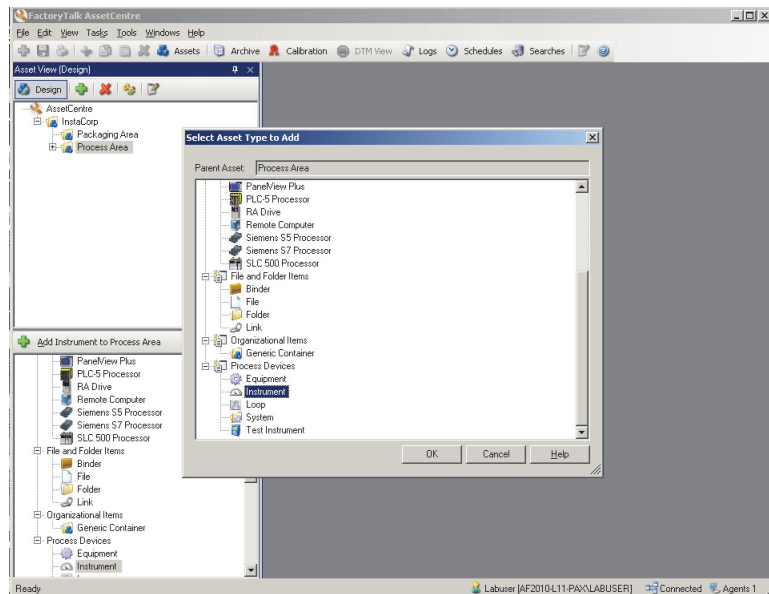 FactoryTalk AssetCentre
File Edit View Tasks Tools Windows Help
Assets Archive Calibration DTM View Logs Schedules Searches
Asset View (Design)
Design
AssetCentre
InstaCorp
Packaging Area
Process Area
Select Asset Type to Add
Parent Asset: Process Area
PanelView Plus
PLC-5 Processor
RA Drive
Remote Computer
Siemens S5 Processor
Siemens S7 Processor
SLC 500 Processor
File and Folder Items
Binder
File
Folder
Link
Organizational Items
Generic Container
Process Devices
Equipment
Instrument
Loop
System
Test Instrument
OK Cancel Help
Add Instrument to Process Area
PanelView Plus
PLC-5 Processor
RA Drive
Remote Computer
Siemens S5 Processor
Siemens S7 Processor
SLC 500 Processor
File and Folder Items
Binder
File
Folder
Link
Organizational Items
Generic Container
Process Devices
Equipment
Instrument
Ready Labuser [AF2010-L11-PAX\LABUSER] Connected Agents 1